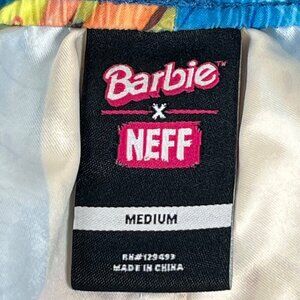 Barbie™
X
NEFF
MEDIUM
RN#129493
MADE IN CHINA